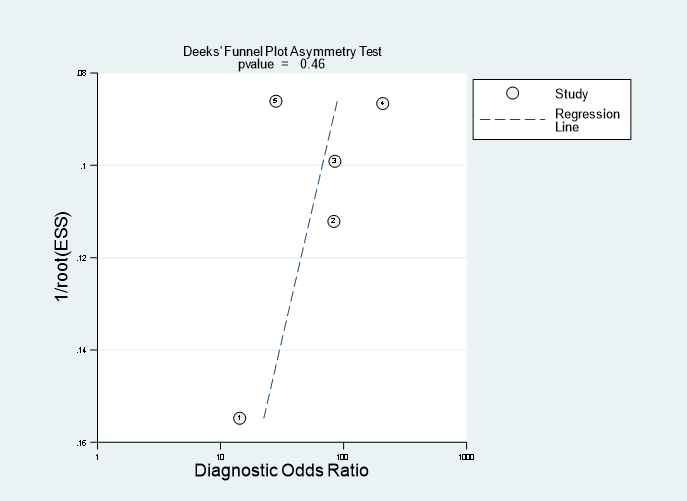 Deeks' Funnel Plot Asymmetry Test
pvalue = 0.46
Study
Regression
Line
1/root(ESS)
.08
.1
.12
.14
.16
5
4
3
2
1
1
10
100
1000
Diagnostic Odds Ratio